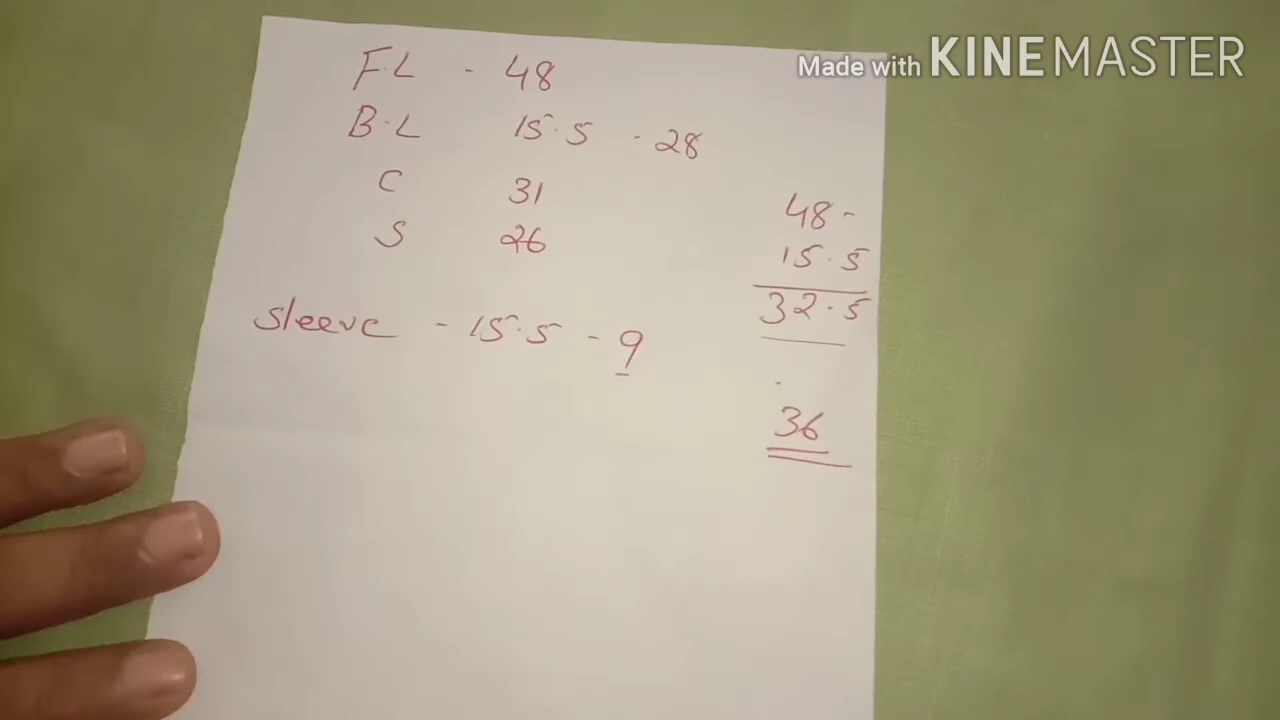 Made with KINEMASTER
F.L - 48
B.L 15.5 - 28
C 31
S 26
sleeve - 15.5 - 9
48 -
15.5
32.5
36